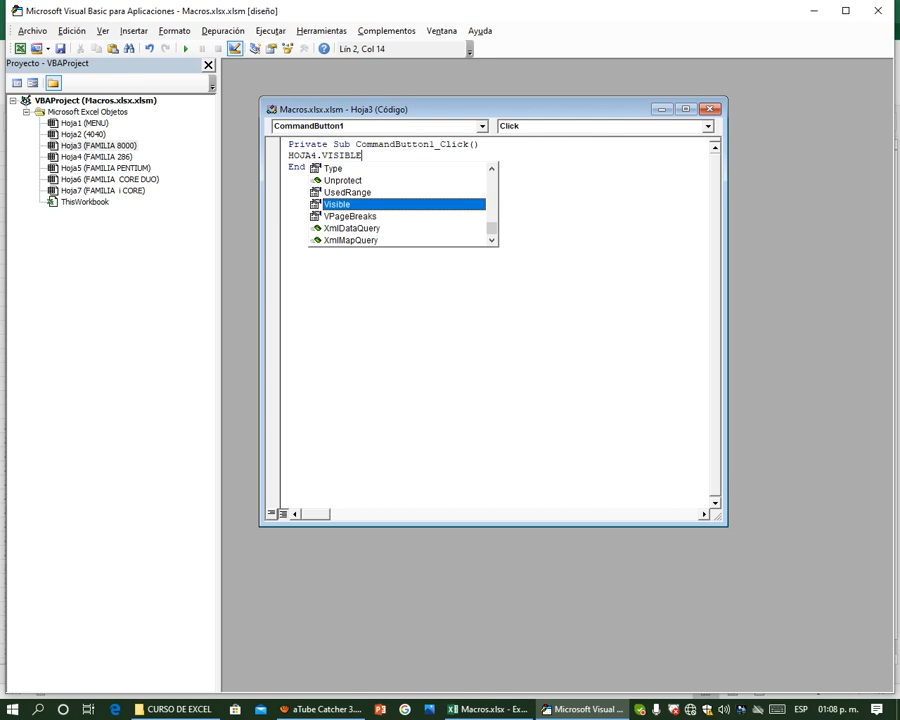 Microsoft Visual Basic para Aplicaciones - Macros.xlsx.xlsm [diseño]
Archivo Edición Ver Insertar Formato Depuración Ejecutar Herramientas Complementos Ventana Ayuda
Lín 2, Col 14
Proyecto - VBAProject
VBAProject (Macros.xlsx.xlsm)
Microsoft Excel Objetos
Hoja1 (MENU)
Hoja2 (4040)
Hoja3 (FAMILIA 8000)
Hoja4 (FAMILIA 286)
Hoja5 (FAMILIA PENTIUM)
Hoja6 (FAMILIA CORE DUO)
Hoja7 (FAMILIA i CORE)
ThisWorkbook
Macros.xlsx.xlsm - Hoja3 (Código)
CommandButton1 Click
Private Sub CommandButton1_Click()
HOJA4.VISIBLE
End
Type
Unprotect
UsedRange
Visible
VPageBreaks
XmlDataQuery
XmlMapQuery
CURSO DE EXCEL aTube Catcher 3.... Macros.xlsx - Exc... Microsoft Visual ... ESP 01:08 p. m.